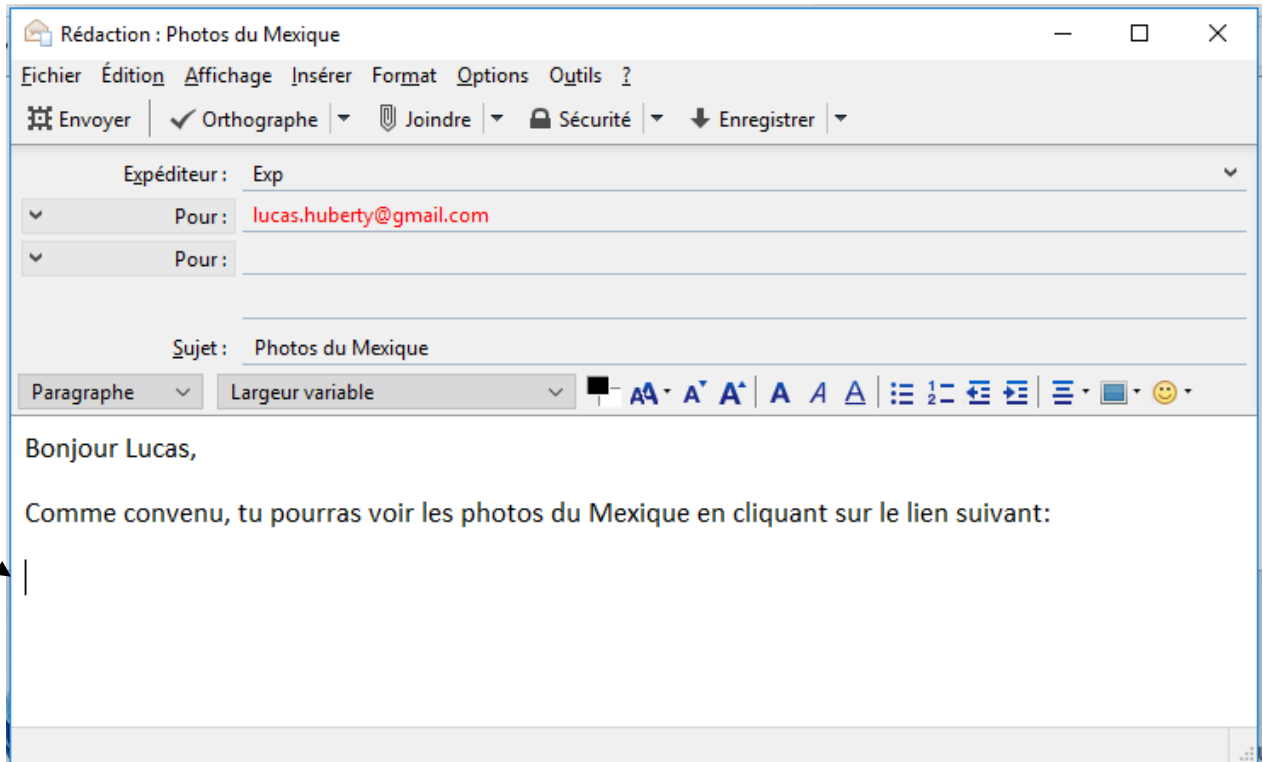 Rédaction : Photos du Mexique
Fichier Édition Affichage Insérer Format Options Outils ?
Envoyer Orthographe Joindre Sécurité Enregistrer
Expéditeur : Exp
Pour : lucas.huberty@gmail.com
Pour :
Sujet : Photos du Mexique
Paragraphe Largeur variable
Bonjour Lucas,
Comme convenu, tu pourras voir les photos du Mexique en cliquant sur le lien suivant: